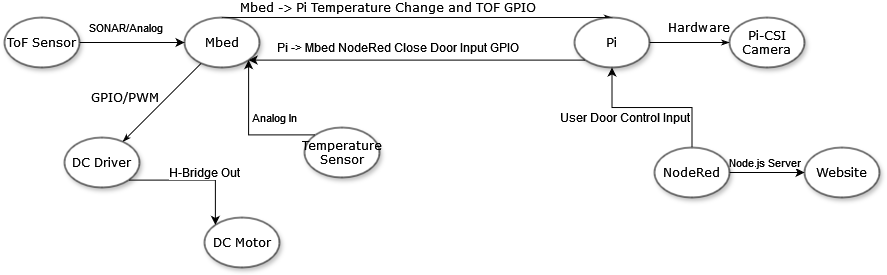 Mbed -> Pi Temperature Change and TOF GPIO
ToF Sensor
SONAR/Analog
Mbed
Pi -> Mbed NodeRed Close Door Input GPIO
Pi
Hardware
Pi-CSI
Camera
GPIO/PWM
Analog In
User Door Control Input
DC Driver
Temperature
Sensor
H-Bridge Out
NodeRed
Node.js Server
Website
DC Motor